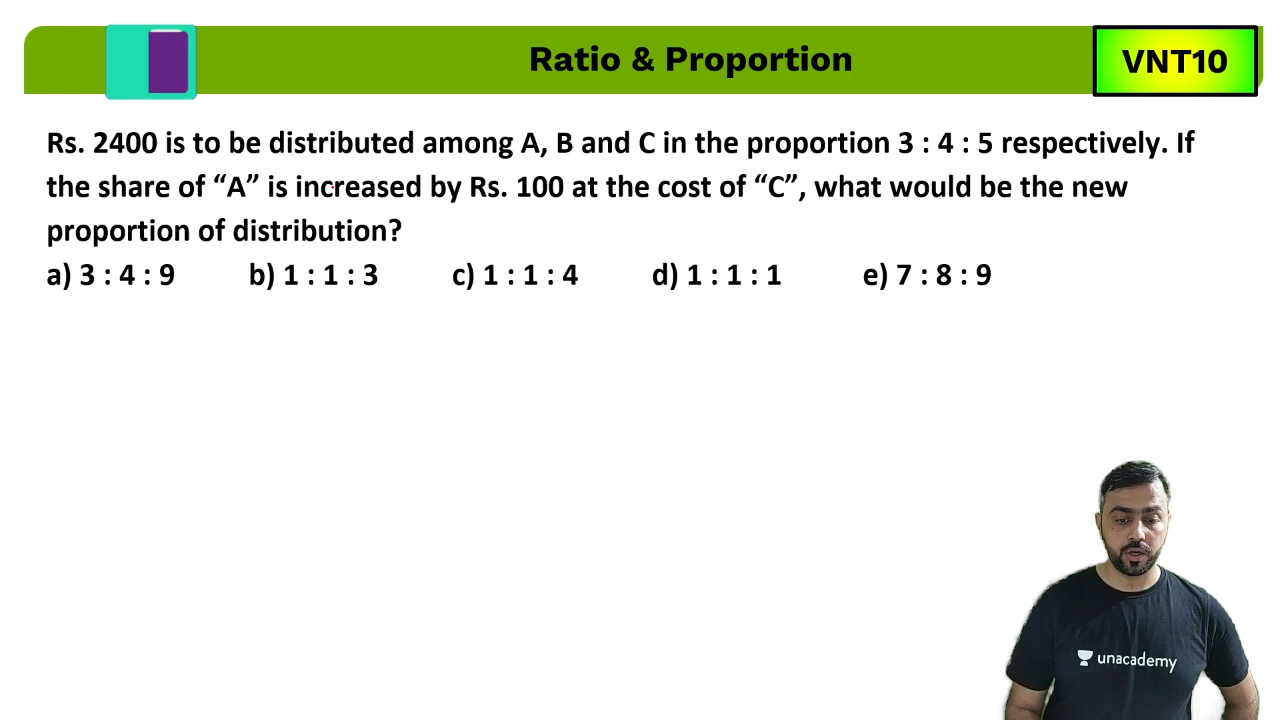 Ratio & Proportion
VNT10
Rs. 2400 is to be distributed among A, B and C in the proportion 3 : 4 : 5 respectively. If
the share of “A” is increased by Rs. 100 at the cost of “C”, what would be the new
proportion of distribution?
a) 3 : 4 : 9 b) 1 : 1 : 3 c) 1 : 1 : 4 d) 1 : 1 : 1 e) 7 : 8 : 9
unacademy